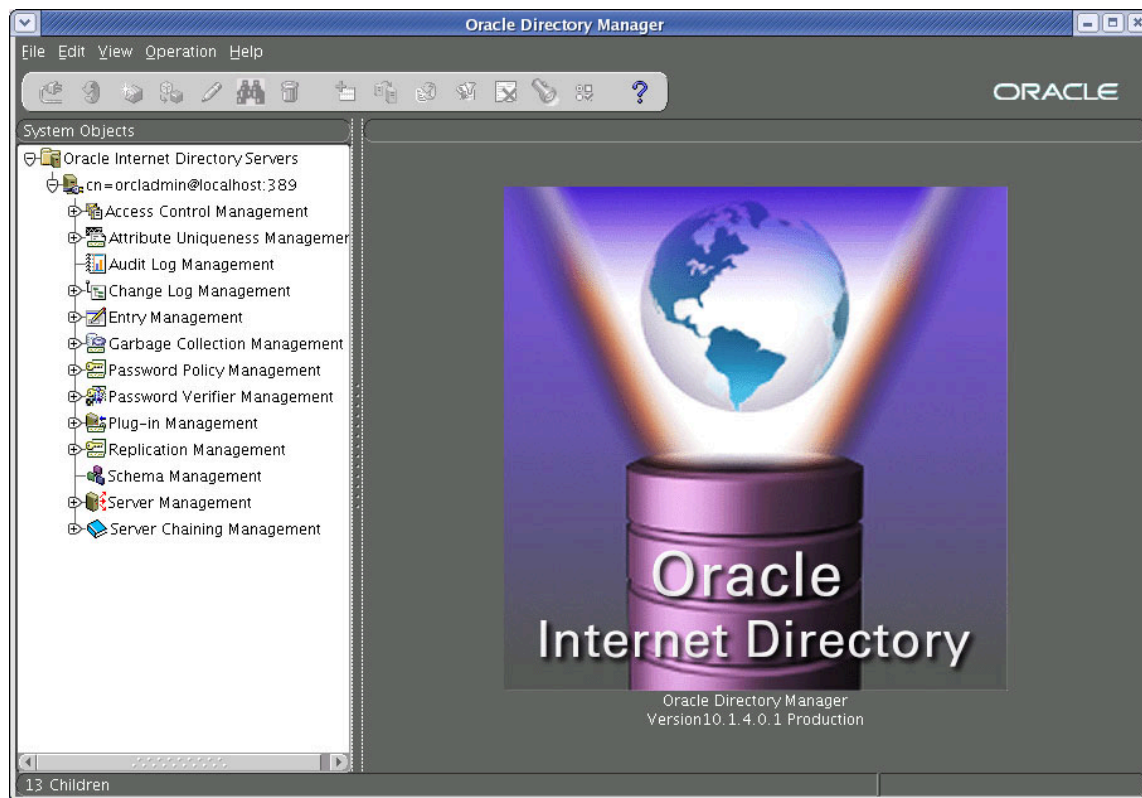 Oracle Directory Manager
File Edit View Operation Help
?
ORACLE
System Objects
Oracle Internet Directory Servers
cn=orcladmin@localhost:389
Access Control Management
Attribute Uniqueness Managemer
Audit Log Management
Change Log Management
Entry Management
Garbage Collection Management
Password Policy Management
Password Verifier Management
Plug-in Management
Replication Management
Schema Management
Server Management
Server Chaining Management
Oracle
Internet Directory
Oracle Directory Manager
Version10.1.4.0.1 Production
13 Children